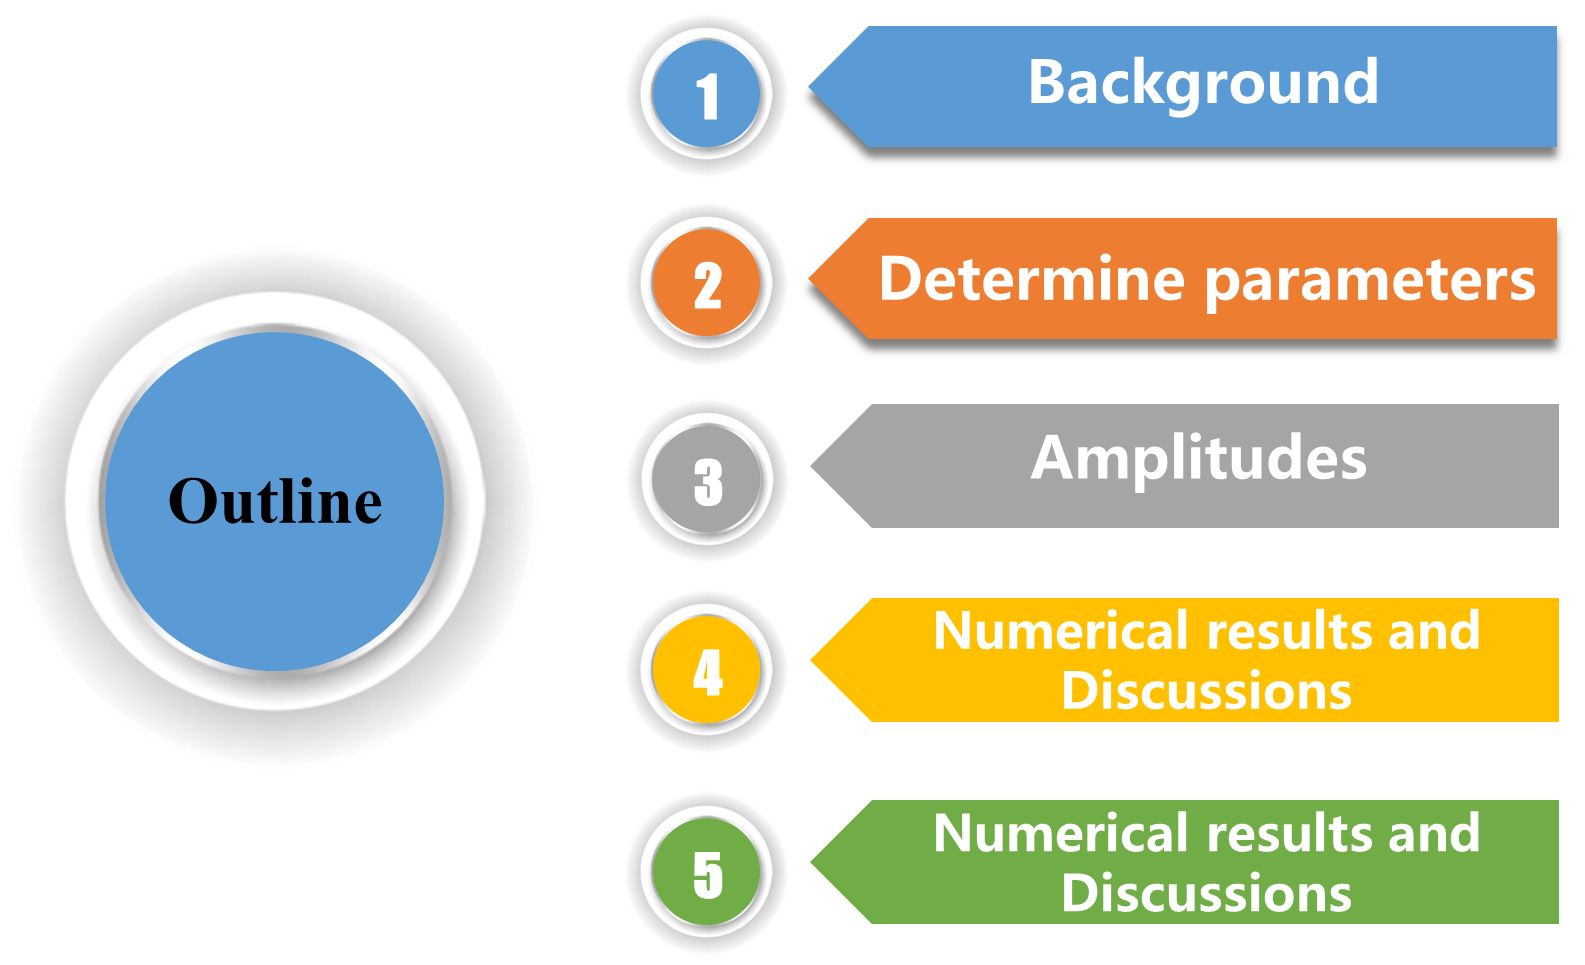 Outline
1
Background
2
Determine parameters
3
Amplitudes
4
Numerical results and
Discussions
5
Numerical results and
Discussions